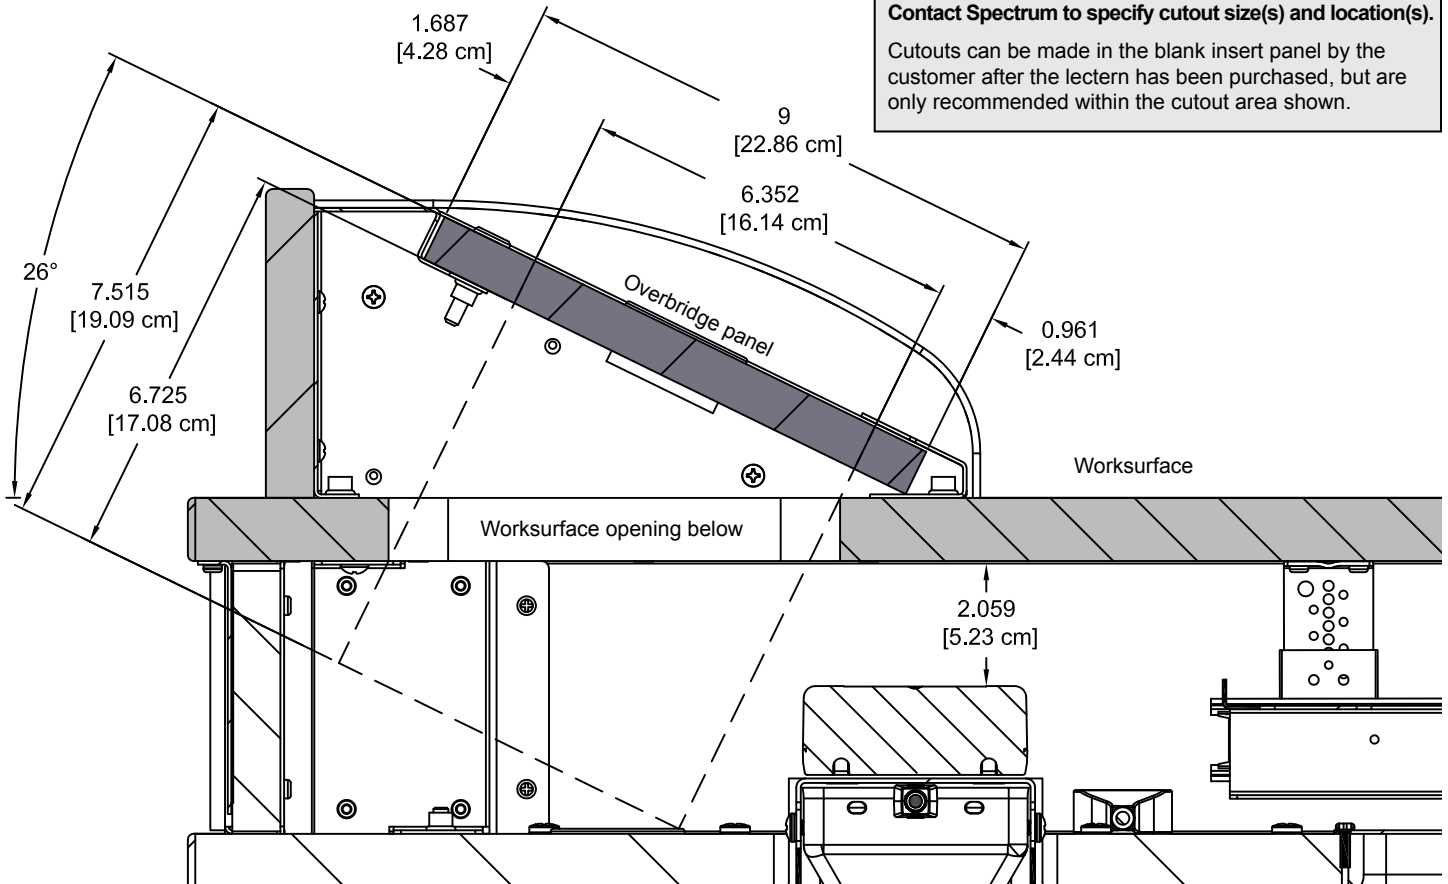 Contact Spectrum to specify cutout size(s) and location(s).
Cutouts can be made in the blank insert panel by the
customer after the lectern has been purchased, but are
only recommended within the cutout area shown.
1.687
[4.28 cm]
9
[22.86 cm]
6.352
[16.14 cm]
26°
7.515
[19.09 cm]
6.725
[17.08 cm]
Overbridge panel
0.961
[2.44 cm]
Worksurface
Worksurface opening below
2.059
[5.23 cm]